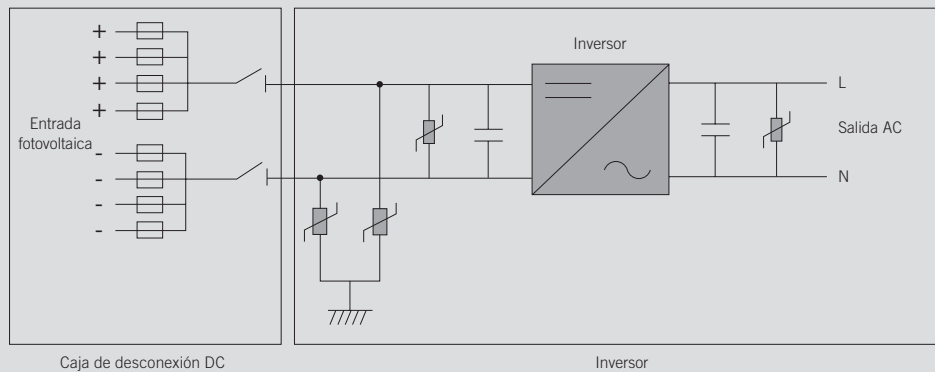 Inversor
+
+
+
+
Entrada
fotovoltaica
-
-
-
-
L
Salida AC
N
Caja de desconexión DC
Inversor